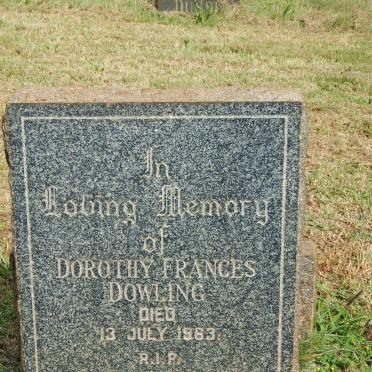 In
Loving Memory
of
DOROTHY FRANCES
DOWLING
DIED
13 JULY 1963.
R.I.P.